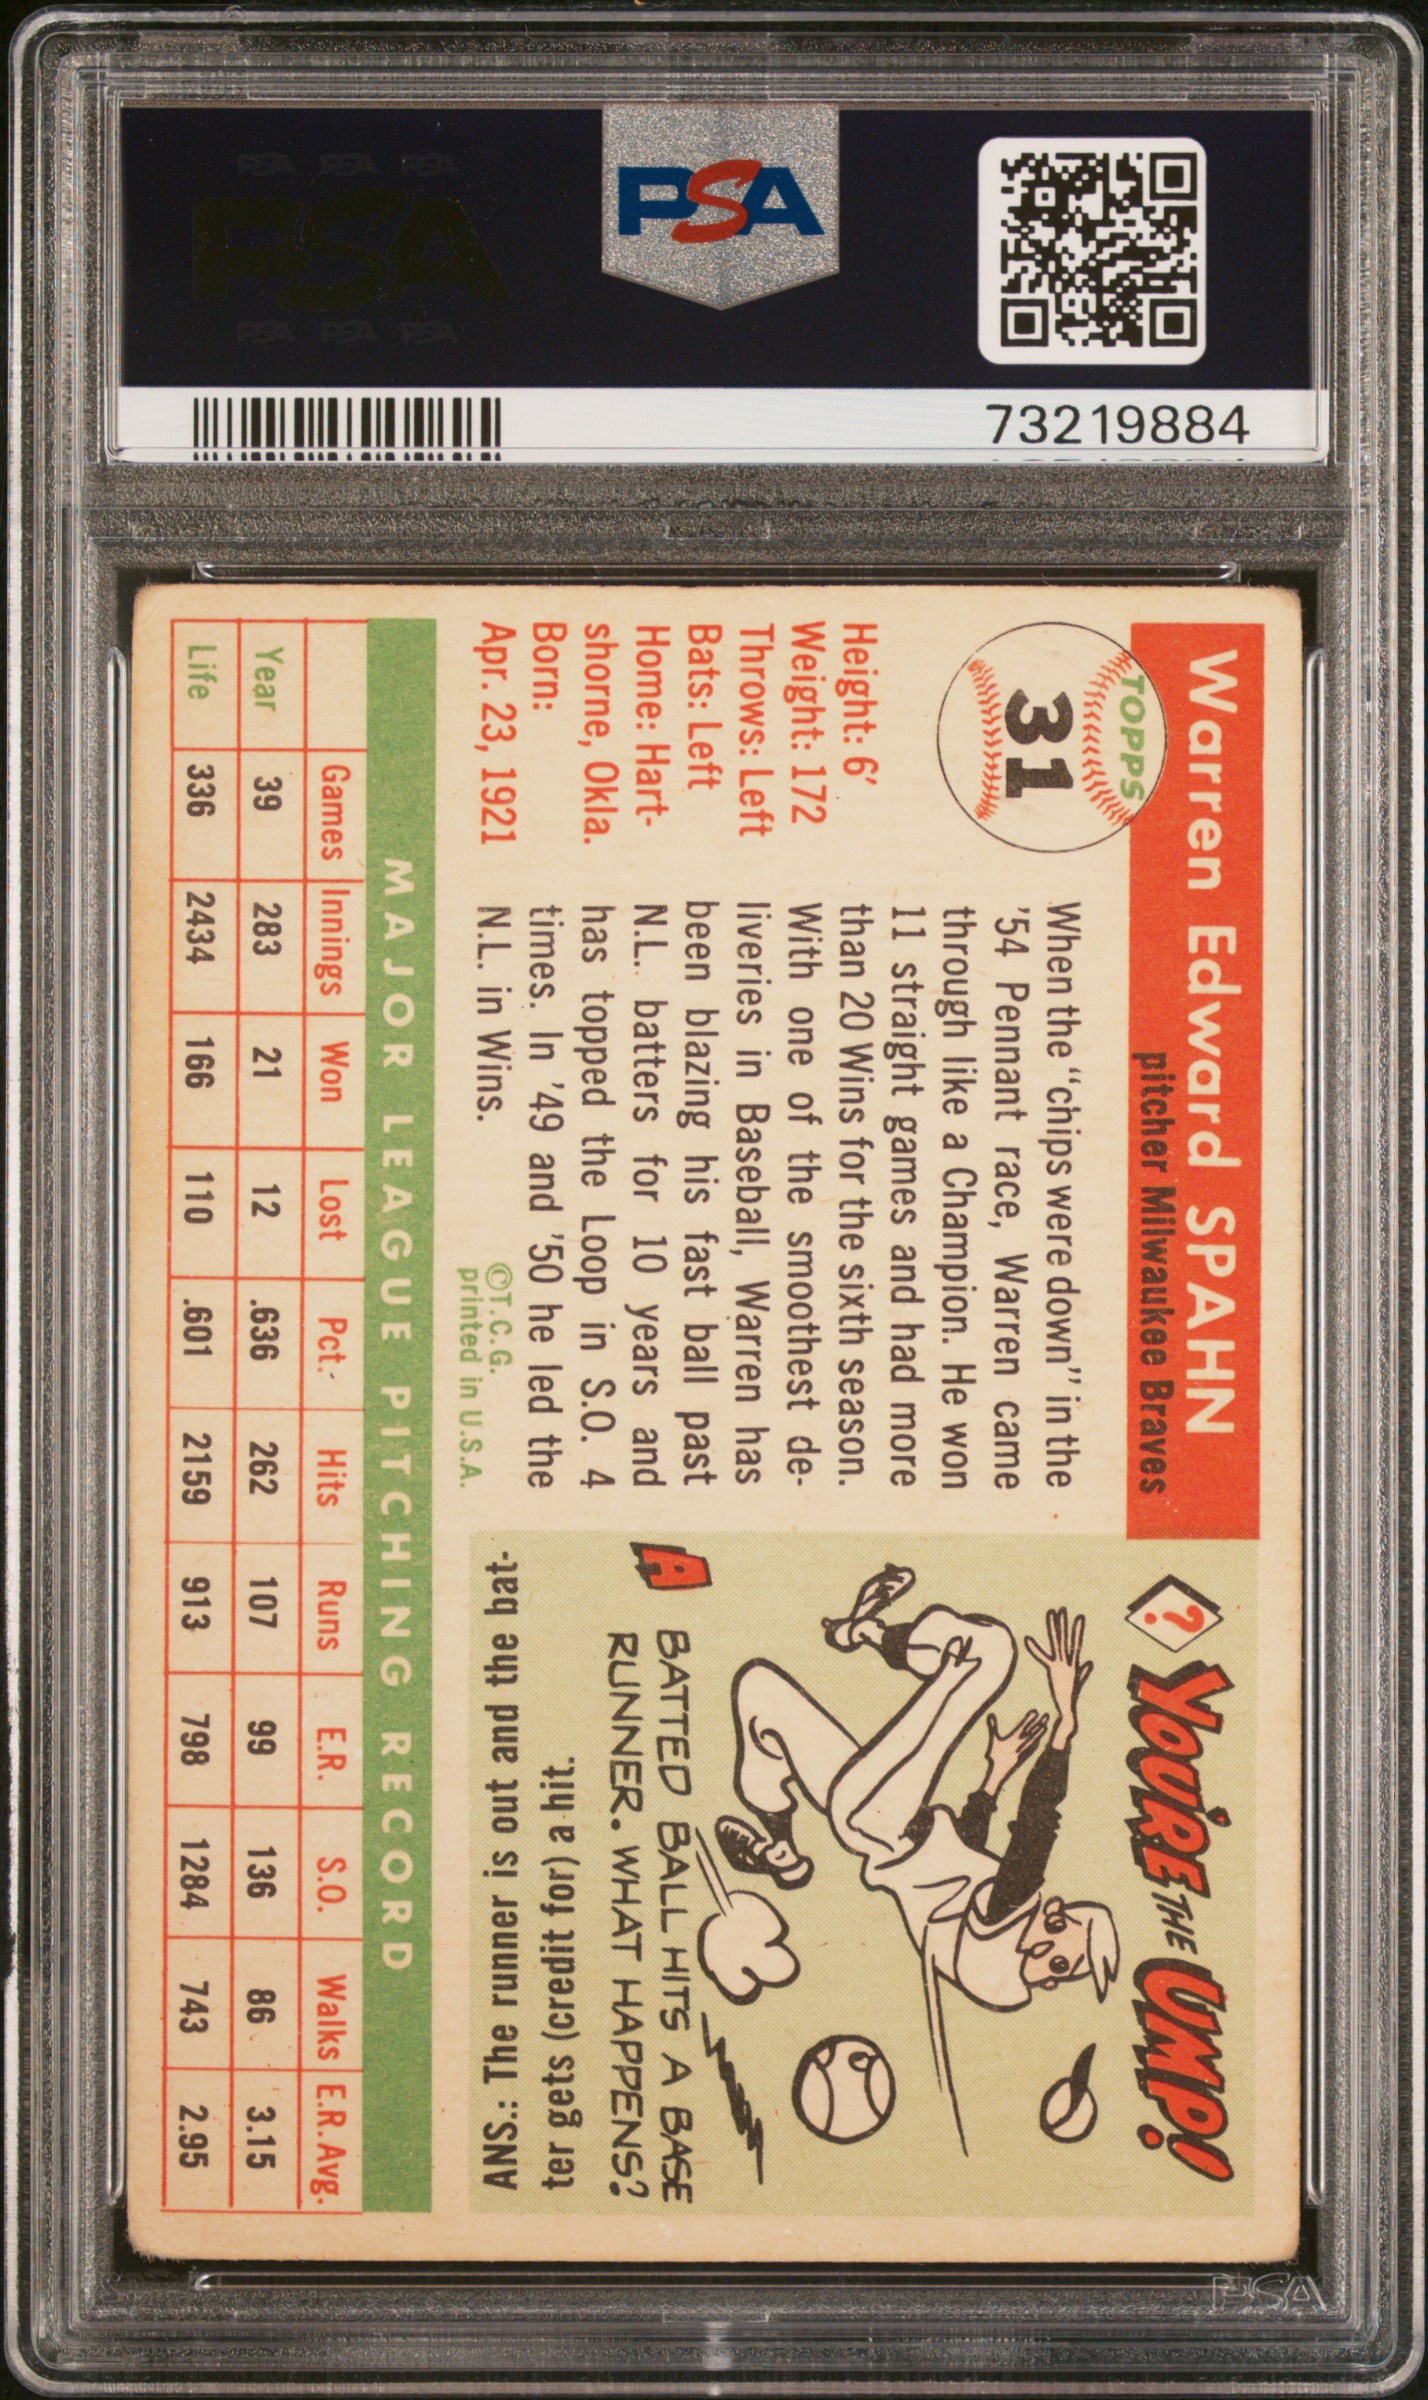 PSA PSA PSA
PSA
PSA PSA PSA
PSA
73219884
Warren Edward SPAHN
pitcher Milwaukee Braves
TOPPS
31
Height: 6'
Weight: 172
Throws: Left
Bats: Left
Home: Hart-
shorne, Okla.
Born:
Apr. 23, 1921
When the "chips were down" in the
'54 Pennant race, Warren came
through like a Champion. He won
11 straight games and had more
than 20 Wins for the sixth season.
With one of the smoothest de-
liveries in Baseball, Warren has
been blazing his fast ball past
N.L. batters for 10 years and
has topped the Loop in S.O. 4
times. In '49 and '50 he led the
N.L. in Wins.
©T.C.G.
printed in U.S.A.
? YOU'RE THE UMP!
A BATTED BALL HITS A BASE
RUNNER. WHAT HAPPENS?
ANS.: The runner is out and the bat-
ter gets (credit for) a hit.
MAJOR LEAGUE PITCHING RECORD
Games Innings Won Lost Pct. Hits Runs E.R. S.O. Walks E.R.Avg.
Year 39 283 21 12 .636 262 107 99 136 86 3.15
Life 336 2434 166 110 .601 2159 913 798 1284 743 2.95
PSA